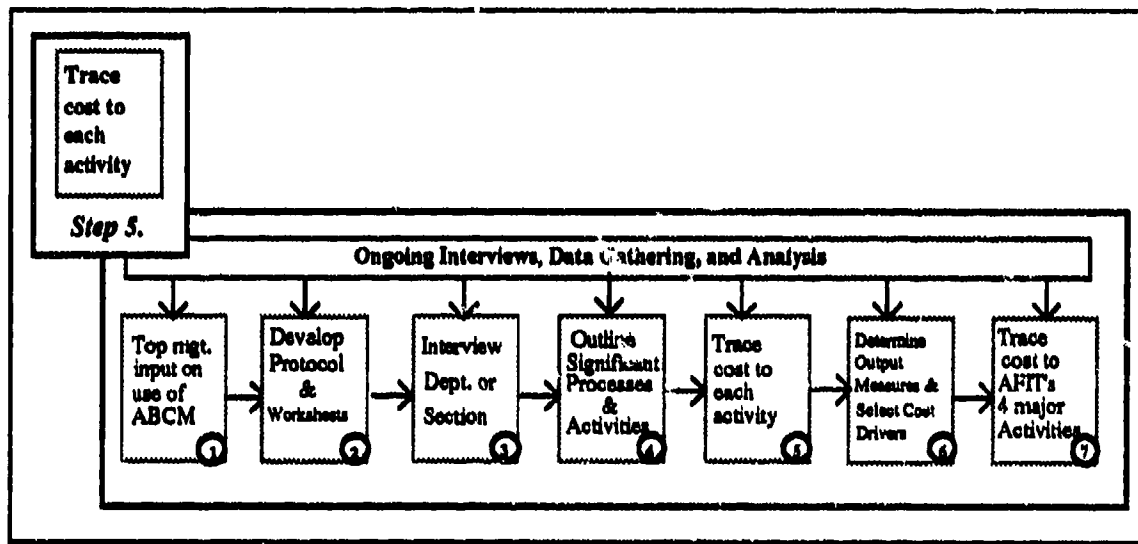 Trace
cost to
each
activity
Step 5.
Ongoing Interviews, Data Gathering, and Analysis
Top mgt.
input on
use of
ABCM
1
Develop
Protocol
&
Worksheets
2
Interview
Dept. or
Section
3
Outline
Significant
Processes
&
Activities
4
Trace
cost to
each
activity
5
Determine
Output
Measures &
Select Cost
Drivers
6
Trace
cost to
AFIT's
4 major
Activities
7